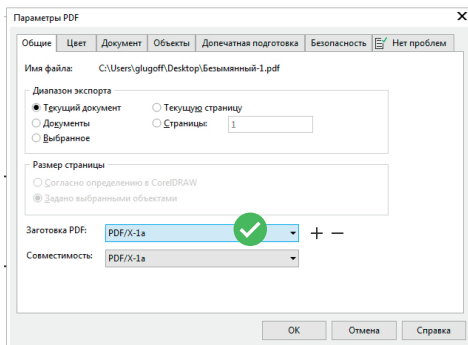 Параметры PDF
Общие Цвет Документ Объекты Допечатная подготовка Безопасность Нет проблем
Имя файла: C:\Users\glugoff\Desktop\Безымянный-1.pdf
Диапазон экспорта
Текущий документ Текущую страницу
Документы Страницы: 1
Выбранное
Размер страницы
Согласно определению в CorelDRAW
Задано выбранными объектами
Заготовка PDF: PDF/X-1a
Совместимость: PDF/X-1a
ОК Отмена Справка